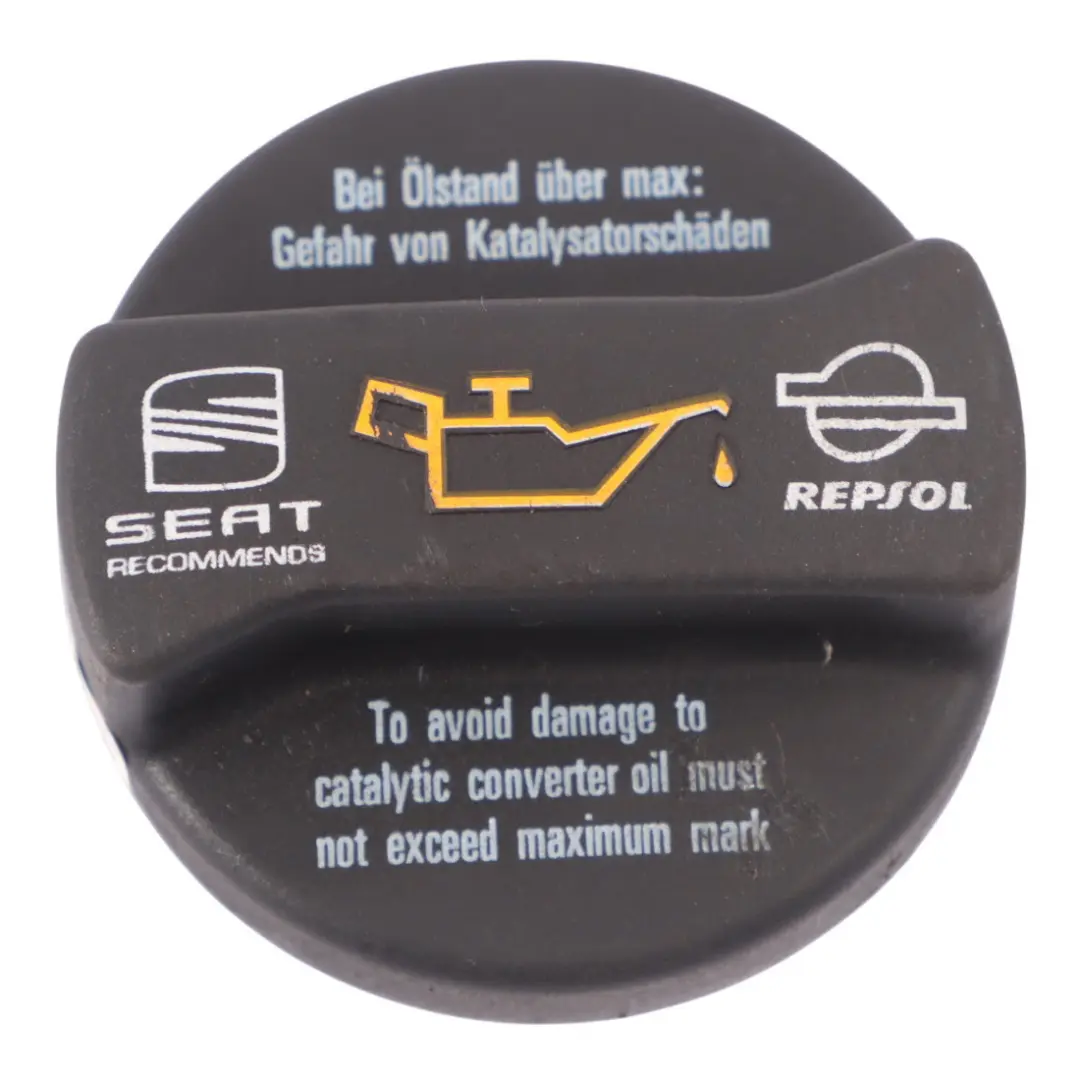 Bei Ölstand über max:
Gefahr von Katalysatorschäden
SEAT
RECOMMENDS
REPSOL
To avoid damage to
catalytic converter oil must
not exceed maximum mark